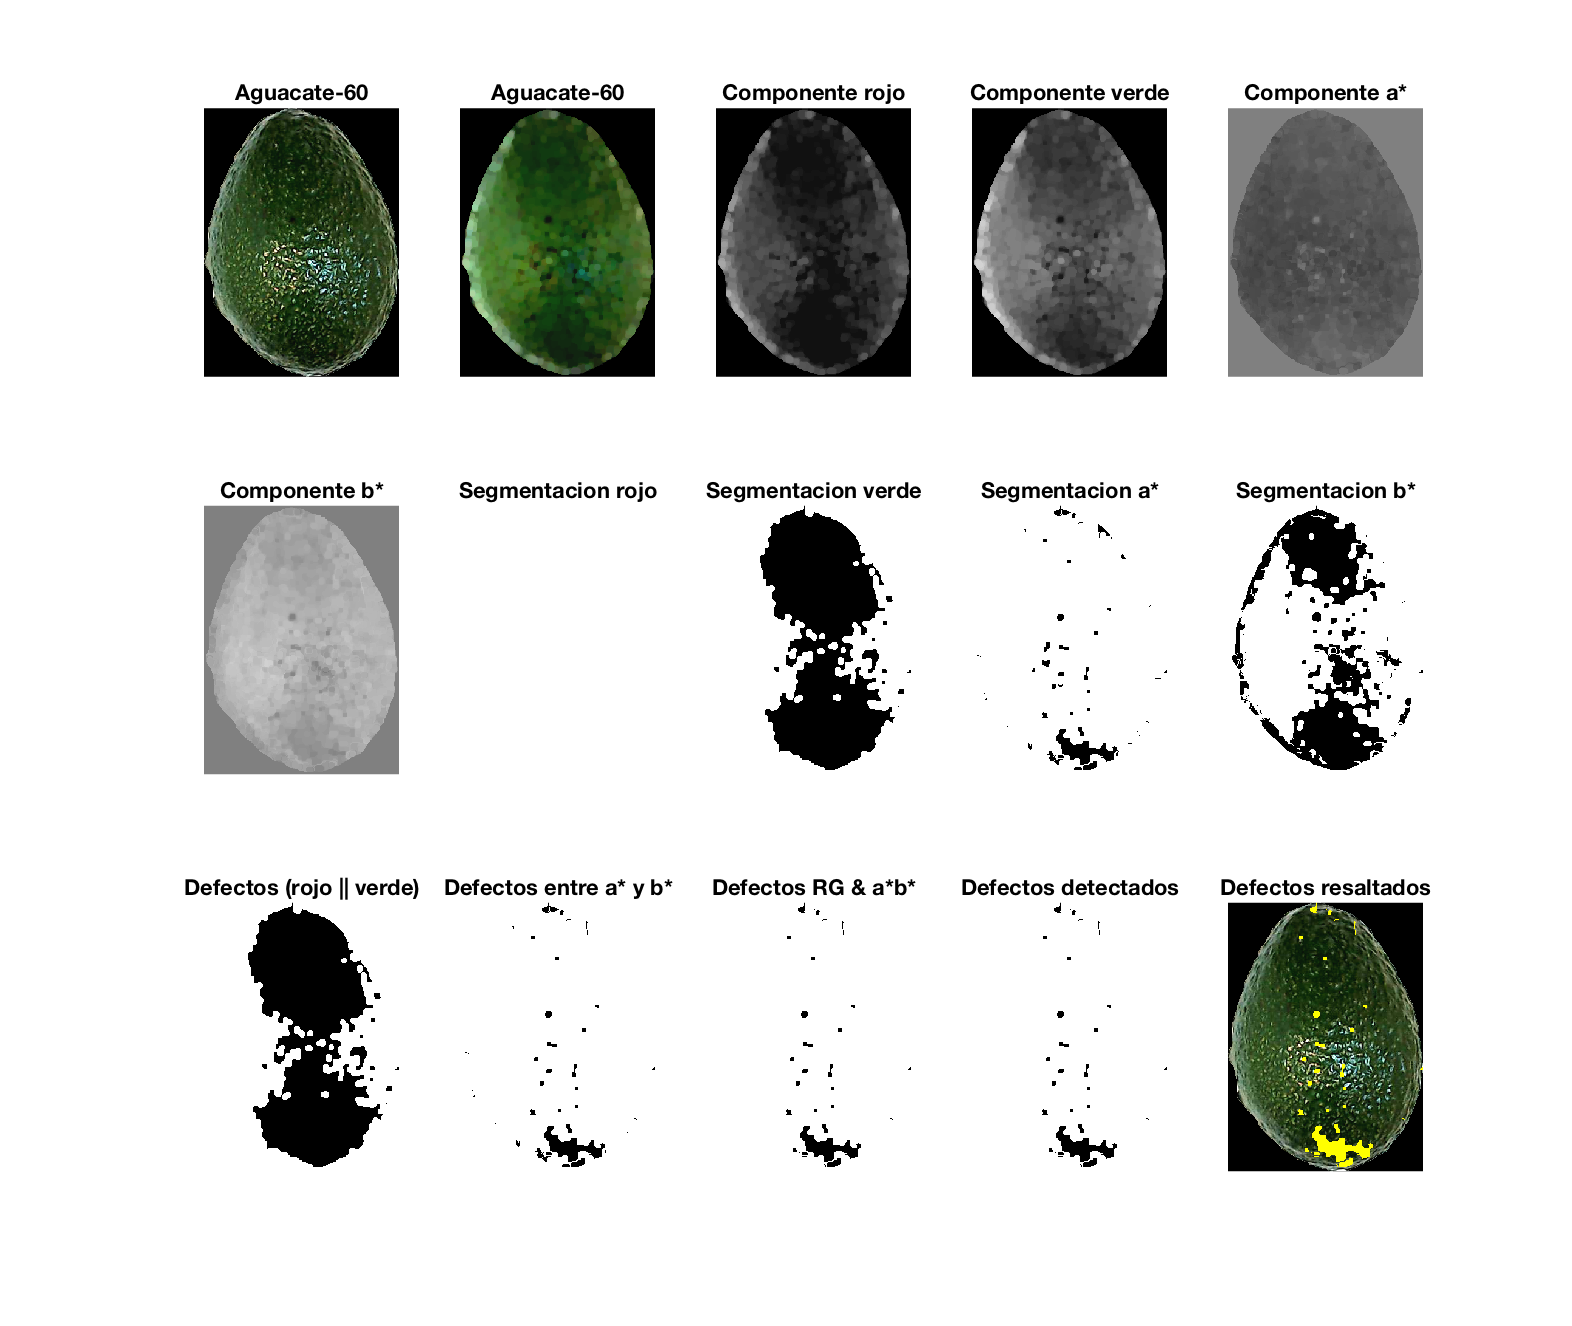 Aguacate-60
Aguacate-60
Componente rojo
Componente verde
Componente a*
Componente b*
Segmentacion rojo
Segmentacion verde
Segmentacion a*
Segmentacion b*
Defectos (rojo || verde)
Defectos entre a* y b*
Defectos RG & a*b*
Defectos detectados
Defectos resaltados